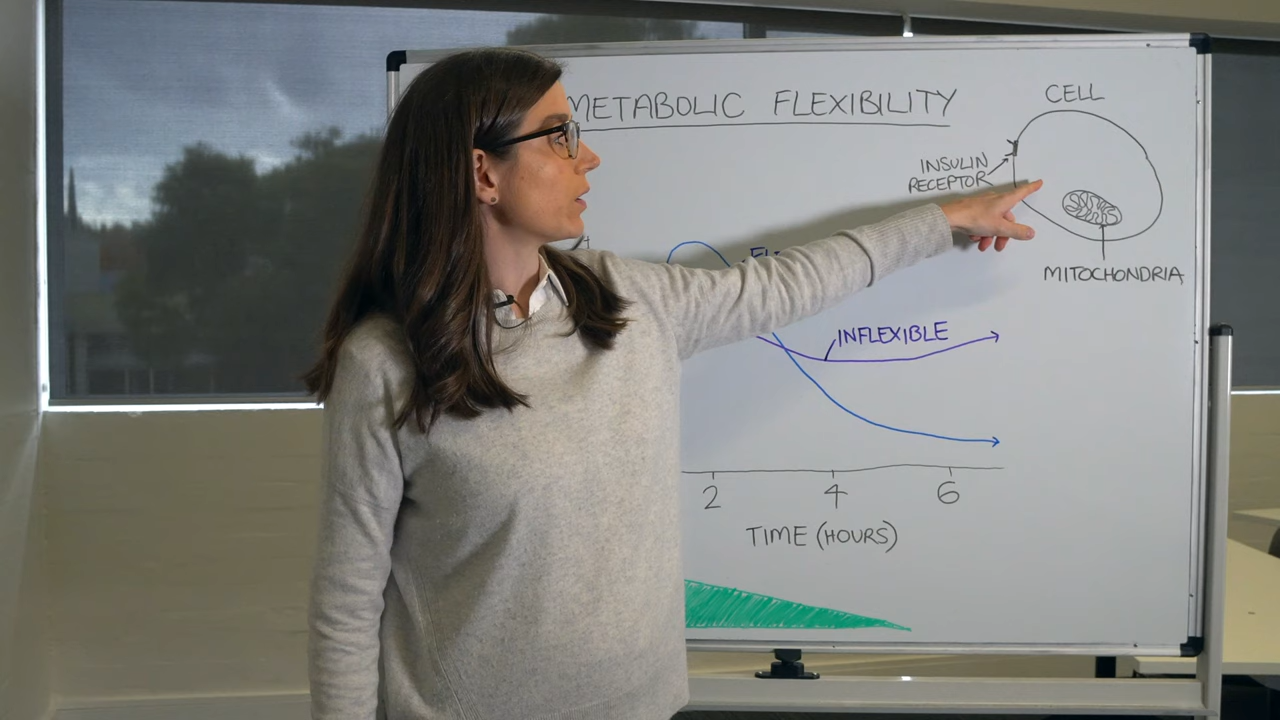 METABOLIC FLEXIBILITY
CELL
INSULIN
RECEPTOR
MITOCHONDRIA
INFLEXIBLE
2 4 6
TIME (HOURS)